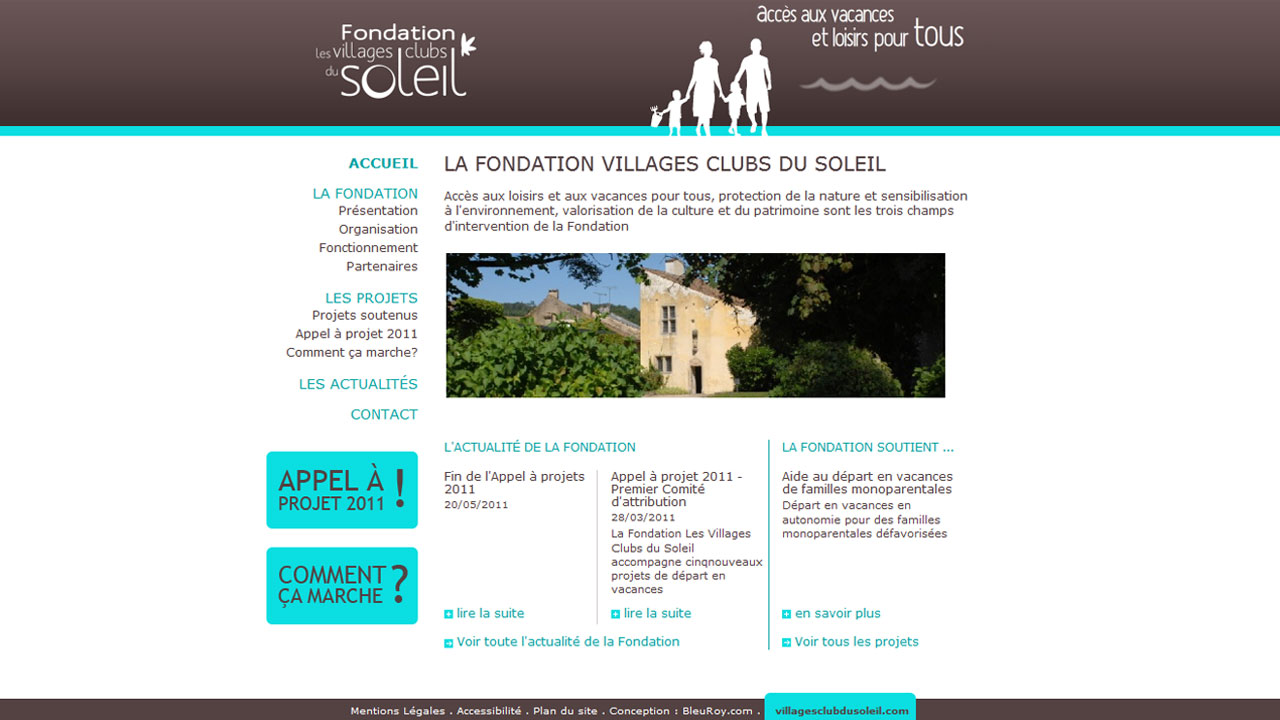 Fondation
les villages clubs
du soleil
accès aux vacances
et loisirs pour tous
ACCUEIL
LA FONDATION
Présentation
Organisation
Fonctionnement
Partenaires
LES PROJETS
Projets soutenus
Appel à projet 2011
Comment ça marche?
LES ACTUALITÉS
CONTACT
APPEL À
PROJET 2011 !
COMMENT
ÇA MARCHE ?
LA FONDATION VILLAGES CLUBS DU SOLEIL
Accès aux loisirs et aux vacances pour tous, protection de la nature et sensibilisation
à l'environnement, valorisation de la culture et du patrimoine sont les trois champs
d'intervention de la Fondation
L'ACTUALITÉ DE LA FONDATION
Fin de l'Appel à projets
2011
20/05/2011
lire la suite
Appel à projet 2011 -
Premier Comité
d'attribution
28/03/2011
La Fondation Les Villages
Clubs du Soleil
accompagne cinqnouveaux
projets de départ en
vacances
lire la suite
Voir toute l'actualité de la Fondation
LA FONDATION SOUTIENT ...
Aide au départ en vacances
de familles monoparentales
Départ en vacances en
autonomie pour des familles
monoparentales défavorisées
en savoir plus
Voir tous les projets
Mentions Légales . Accessibilité . Plan du site . Conception : BleuRoy.com . villagesclubdusoleil.com